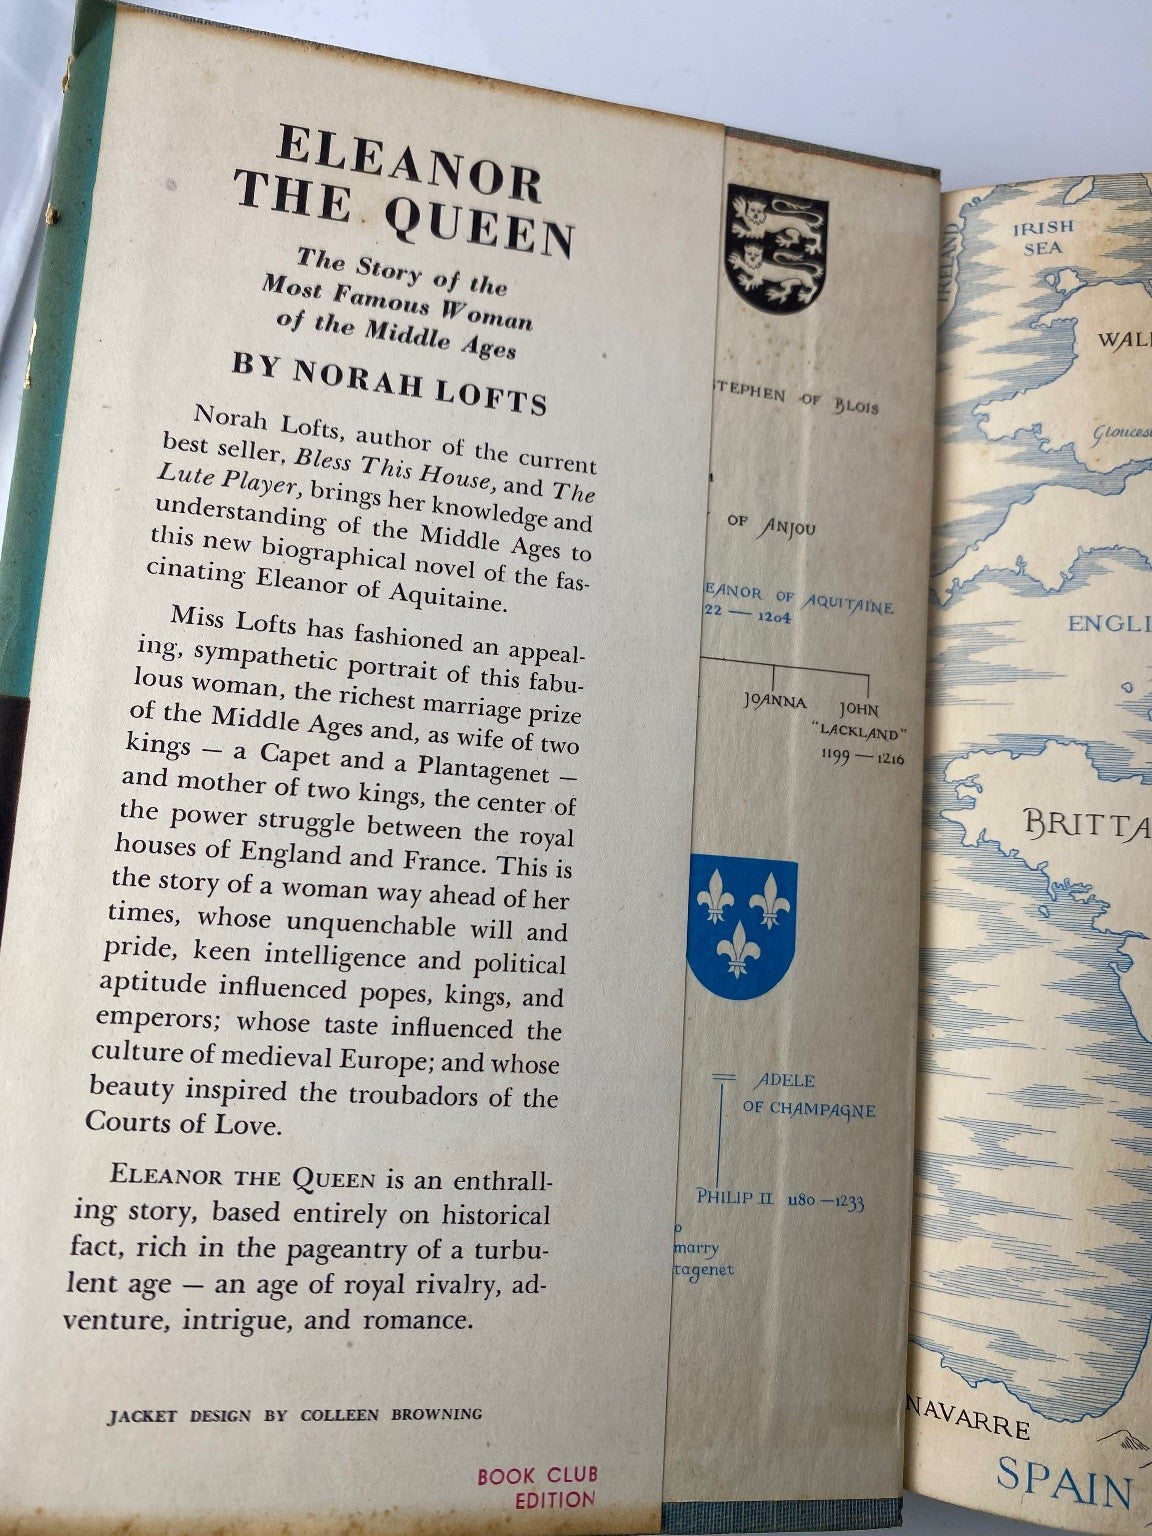 ELEANOR
THE QUEEN
The Story of the
Most Famous Woman
of the Middle Ages
BY NORAH LOFTS
Norah Lofts, author of the current
best seller, Bless This House, and The
Lute Player, brings her knowledge and
understanding of the Middle Ages to
this new biographical novel of the fas-
cinating Eleanor of Aquitaine.
Miss Lofts has fashioned an appeal-
ing, sympathetic portrait of this fabu-
lous woman, the richest marriage prize
of the Middle Ages and, as wife of two
kings — a Capet and a Plantagenet —
and mother of two kings, the center of
the power struggle between the royal
houses of England and France. This is
the story of a woman way ahead of her
times, whose unquenchable will and
pride, keen intelligence and political
aptitude influenced popes, kings, and
emperors; whose taste influenced the
culture of medieval Europe; and whose
beauty inspired the troubadors of the
Courts of Love.
ELEANOR THE QUEEN is an enthrall-
ing story, based entirely on historical
fact, rich in the pageantry of a turbu-
lent age — an age of royal rivalry, ad-
venture, intrigue, and romance.
JACKET DESIGN BY COLLEEN BROWNING
BOOK CLUB
EDITION
STEPHEN OF BLOIS
OF ANJOU
EANOR OF AQUITAINE
22 — 1204
JOANNA
JOHN
"LACKLAND"
1199 — 1216
ADELE
OF CHAMPAGNE
PHILIP II 1180 — 1233
o
marry
tagenet
IRELAND
IRISH
SEA
WAL
Glouces
ENGLI
BRITTA
NAVARRE
SPAIN